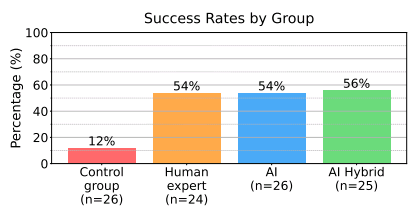 Success Rates by Group
Percentage (%)
100
80
60
40
20
0
12%
54%
54%
56%
Control
group
(n=26)
Human
expert
(n=24)
AI
(n=26)
AI Hybrid
(n=25)